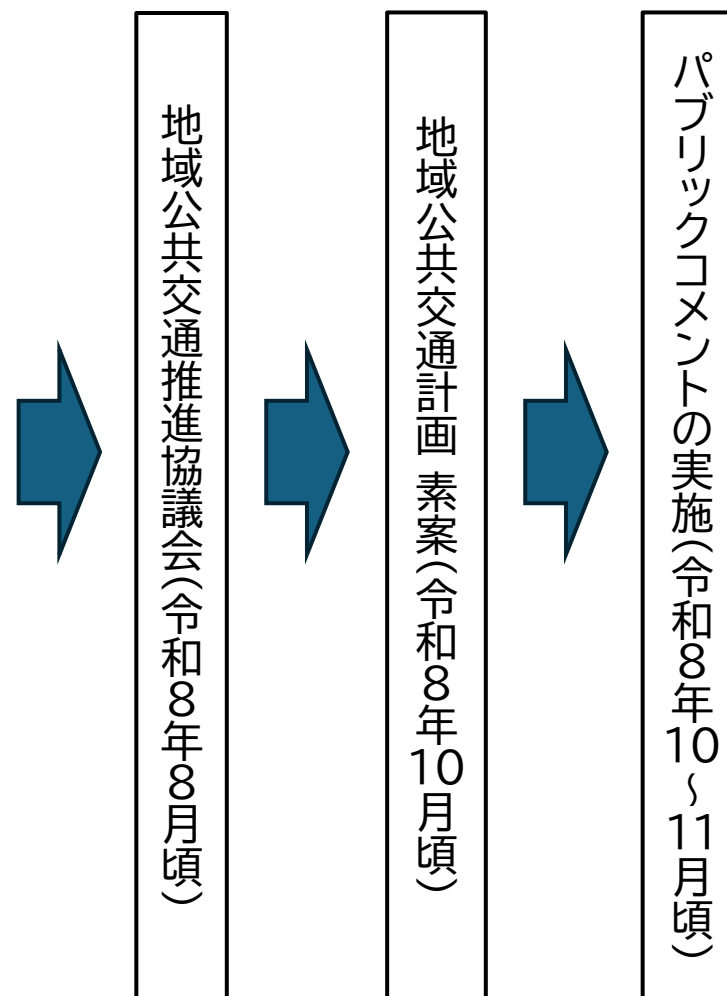 地域公共交通推進協議会(令和8年8月頃)
地域公共交通計画 素案(令和8年10月頃)
パブリックコメントの実施(令和8年10~11月頃)